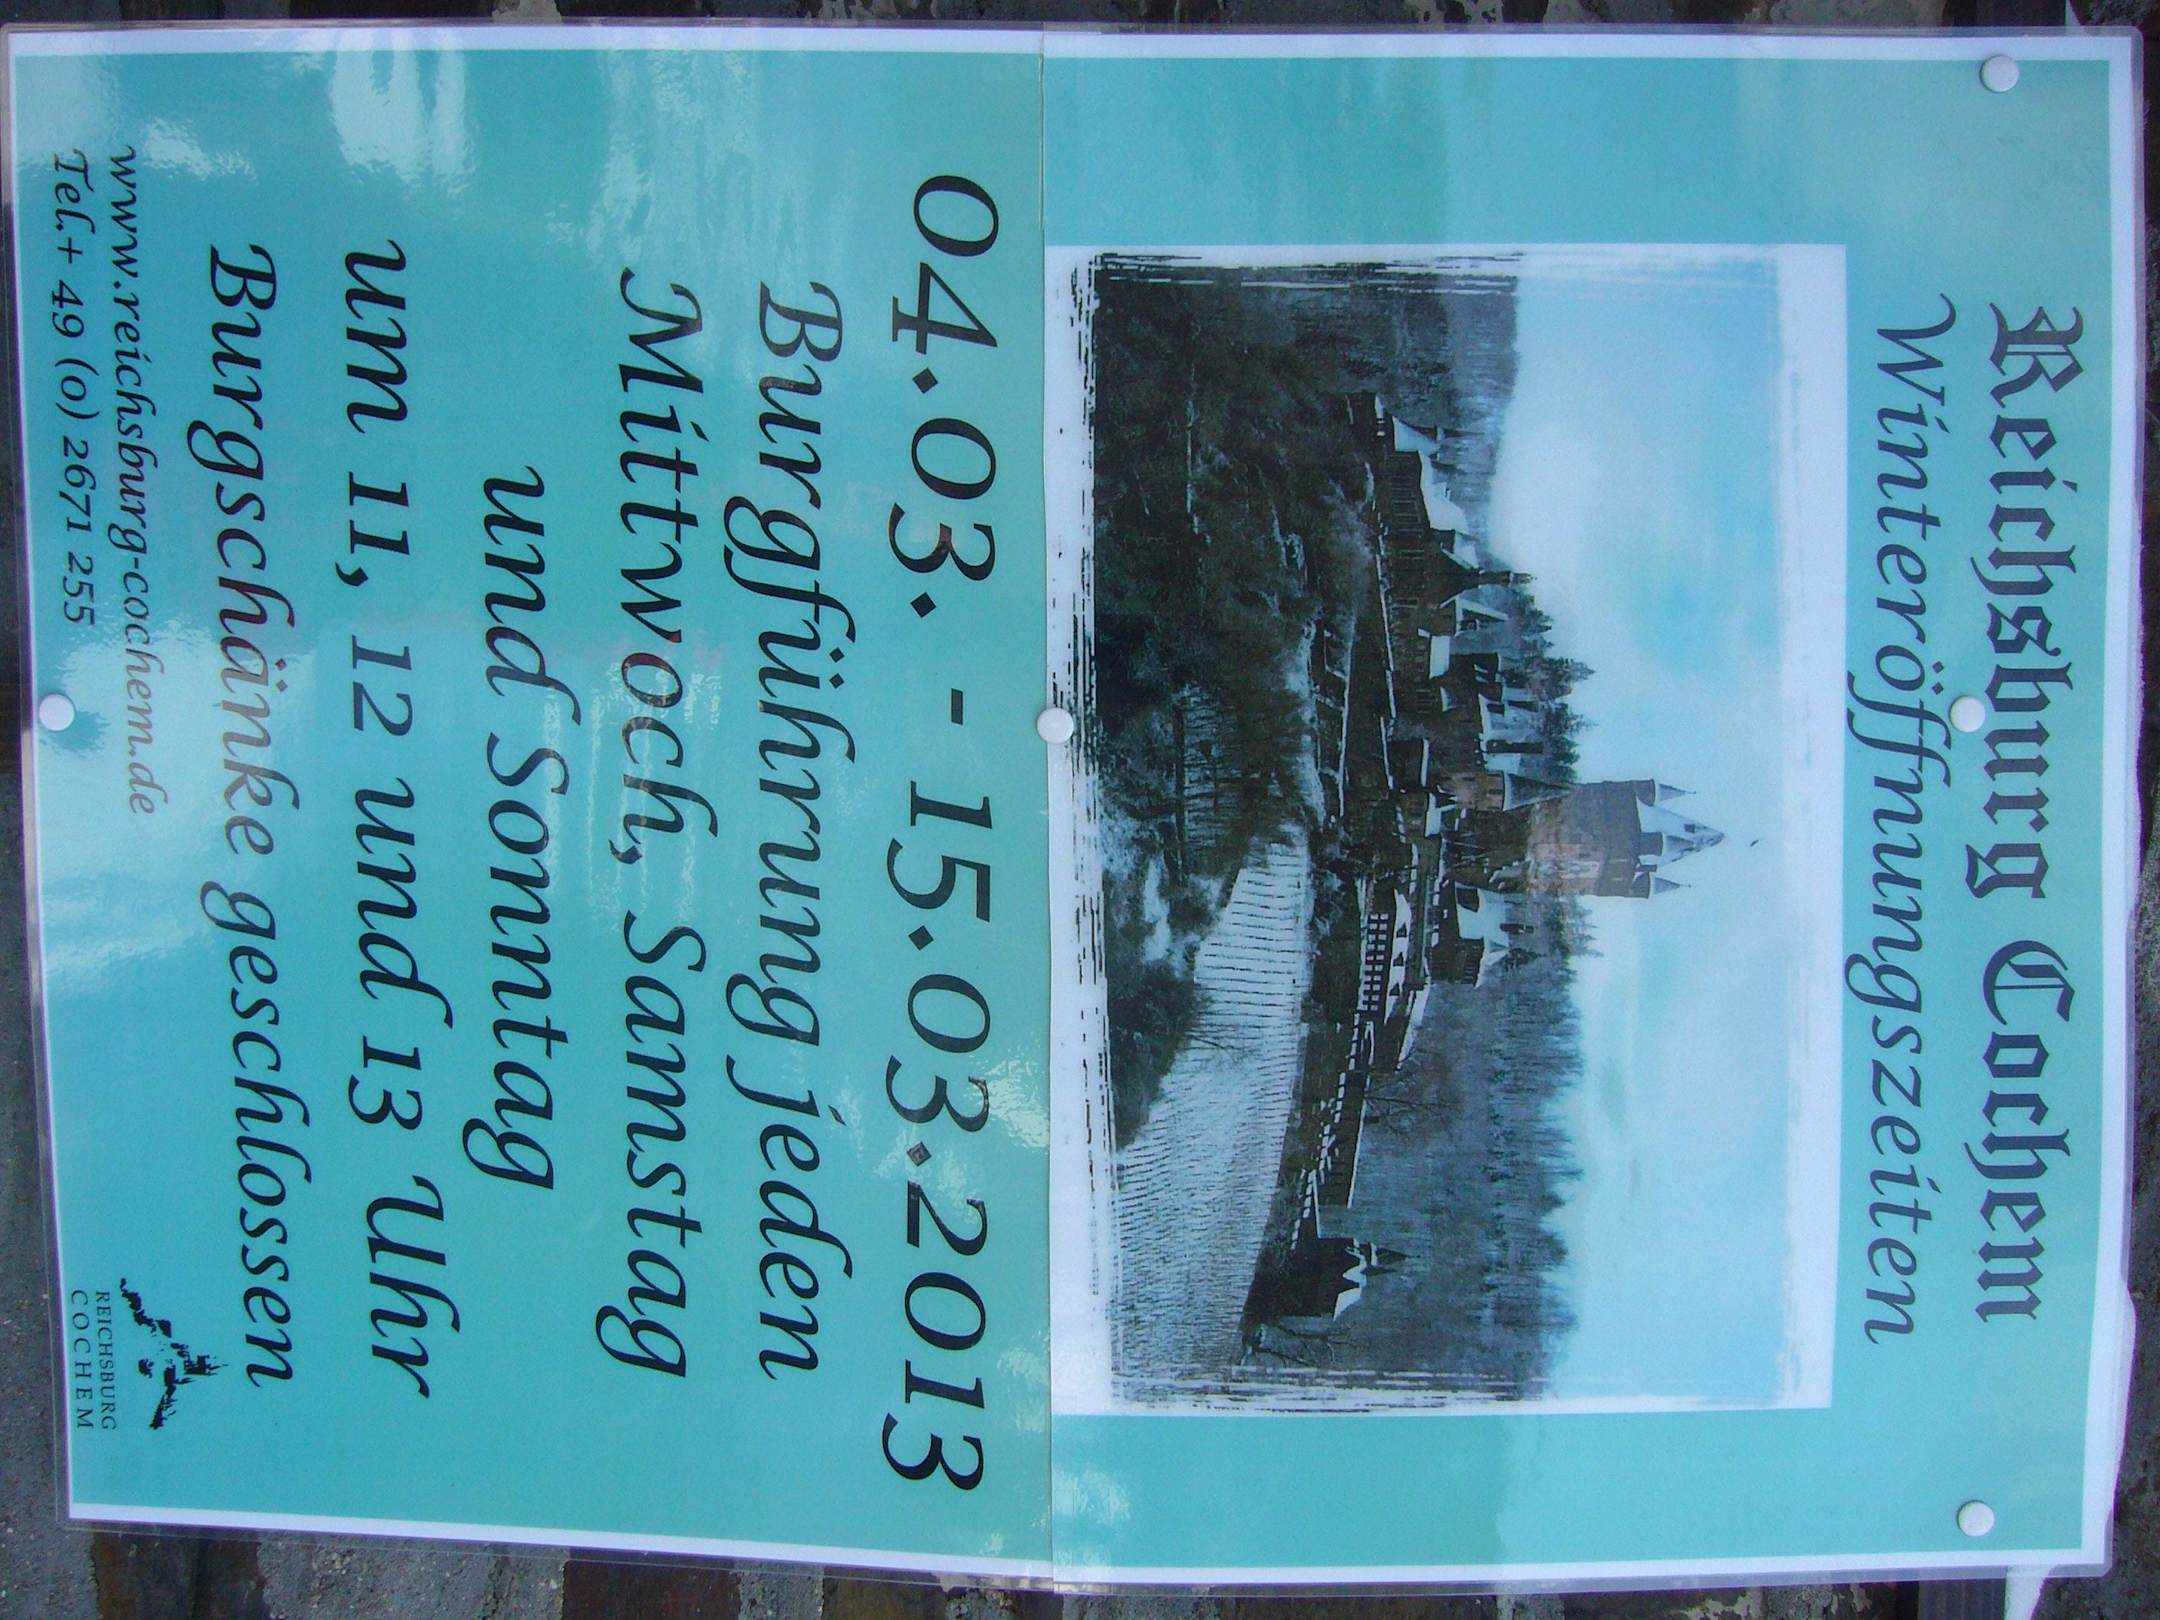 Reichsburg Cochem
Winteröffnungszeiten
04.03. - 15.03.2013
Burgführung jeden
Mittwoch, Samstag
und Sonntag
um 11, 12 und 13 Uhr
Burgschänke geschlossen
www.reichsburg-cochem.de
Tel.+ 49 (0) 2671 255
REICHSBURG
COCHEM